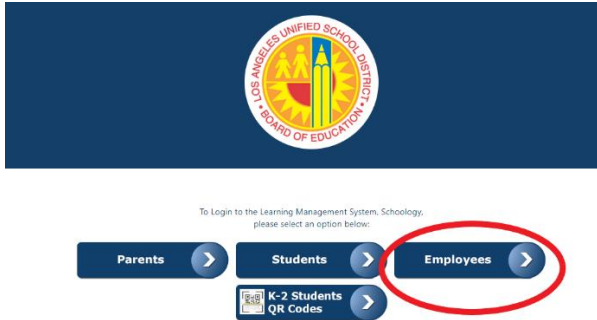 LOS ANGELES UNIFIED SCHOOL DISTRICT
BOARD OF EDUCATION
To Login to the Learning Management System, Schoology,
please select an option below:
Parents
Students
Employees
K-2 Students
QR Codes